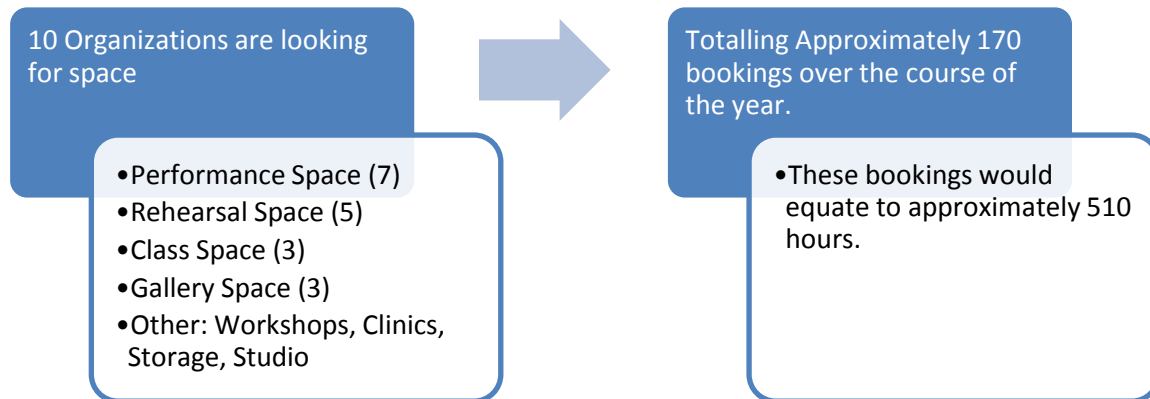 10 Organizations are looking
for space
•Performance Space (7)
•Rehearsal Space (5)
•Class Space (3)
•Gallery Space (3)
•Other: Workshops, Clinics,
Storage, Studio
Totalling Approximately 170
bookings over the course of
the year.
•These bookings would
equate to approximately 510
hours.